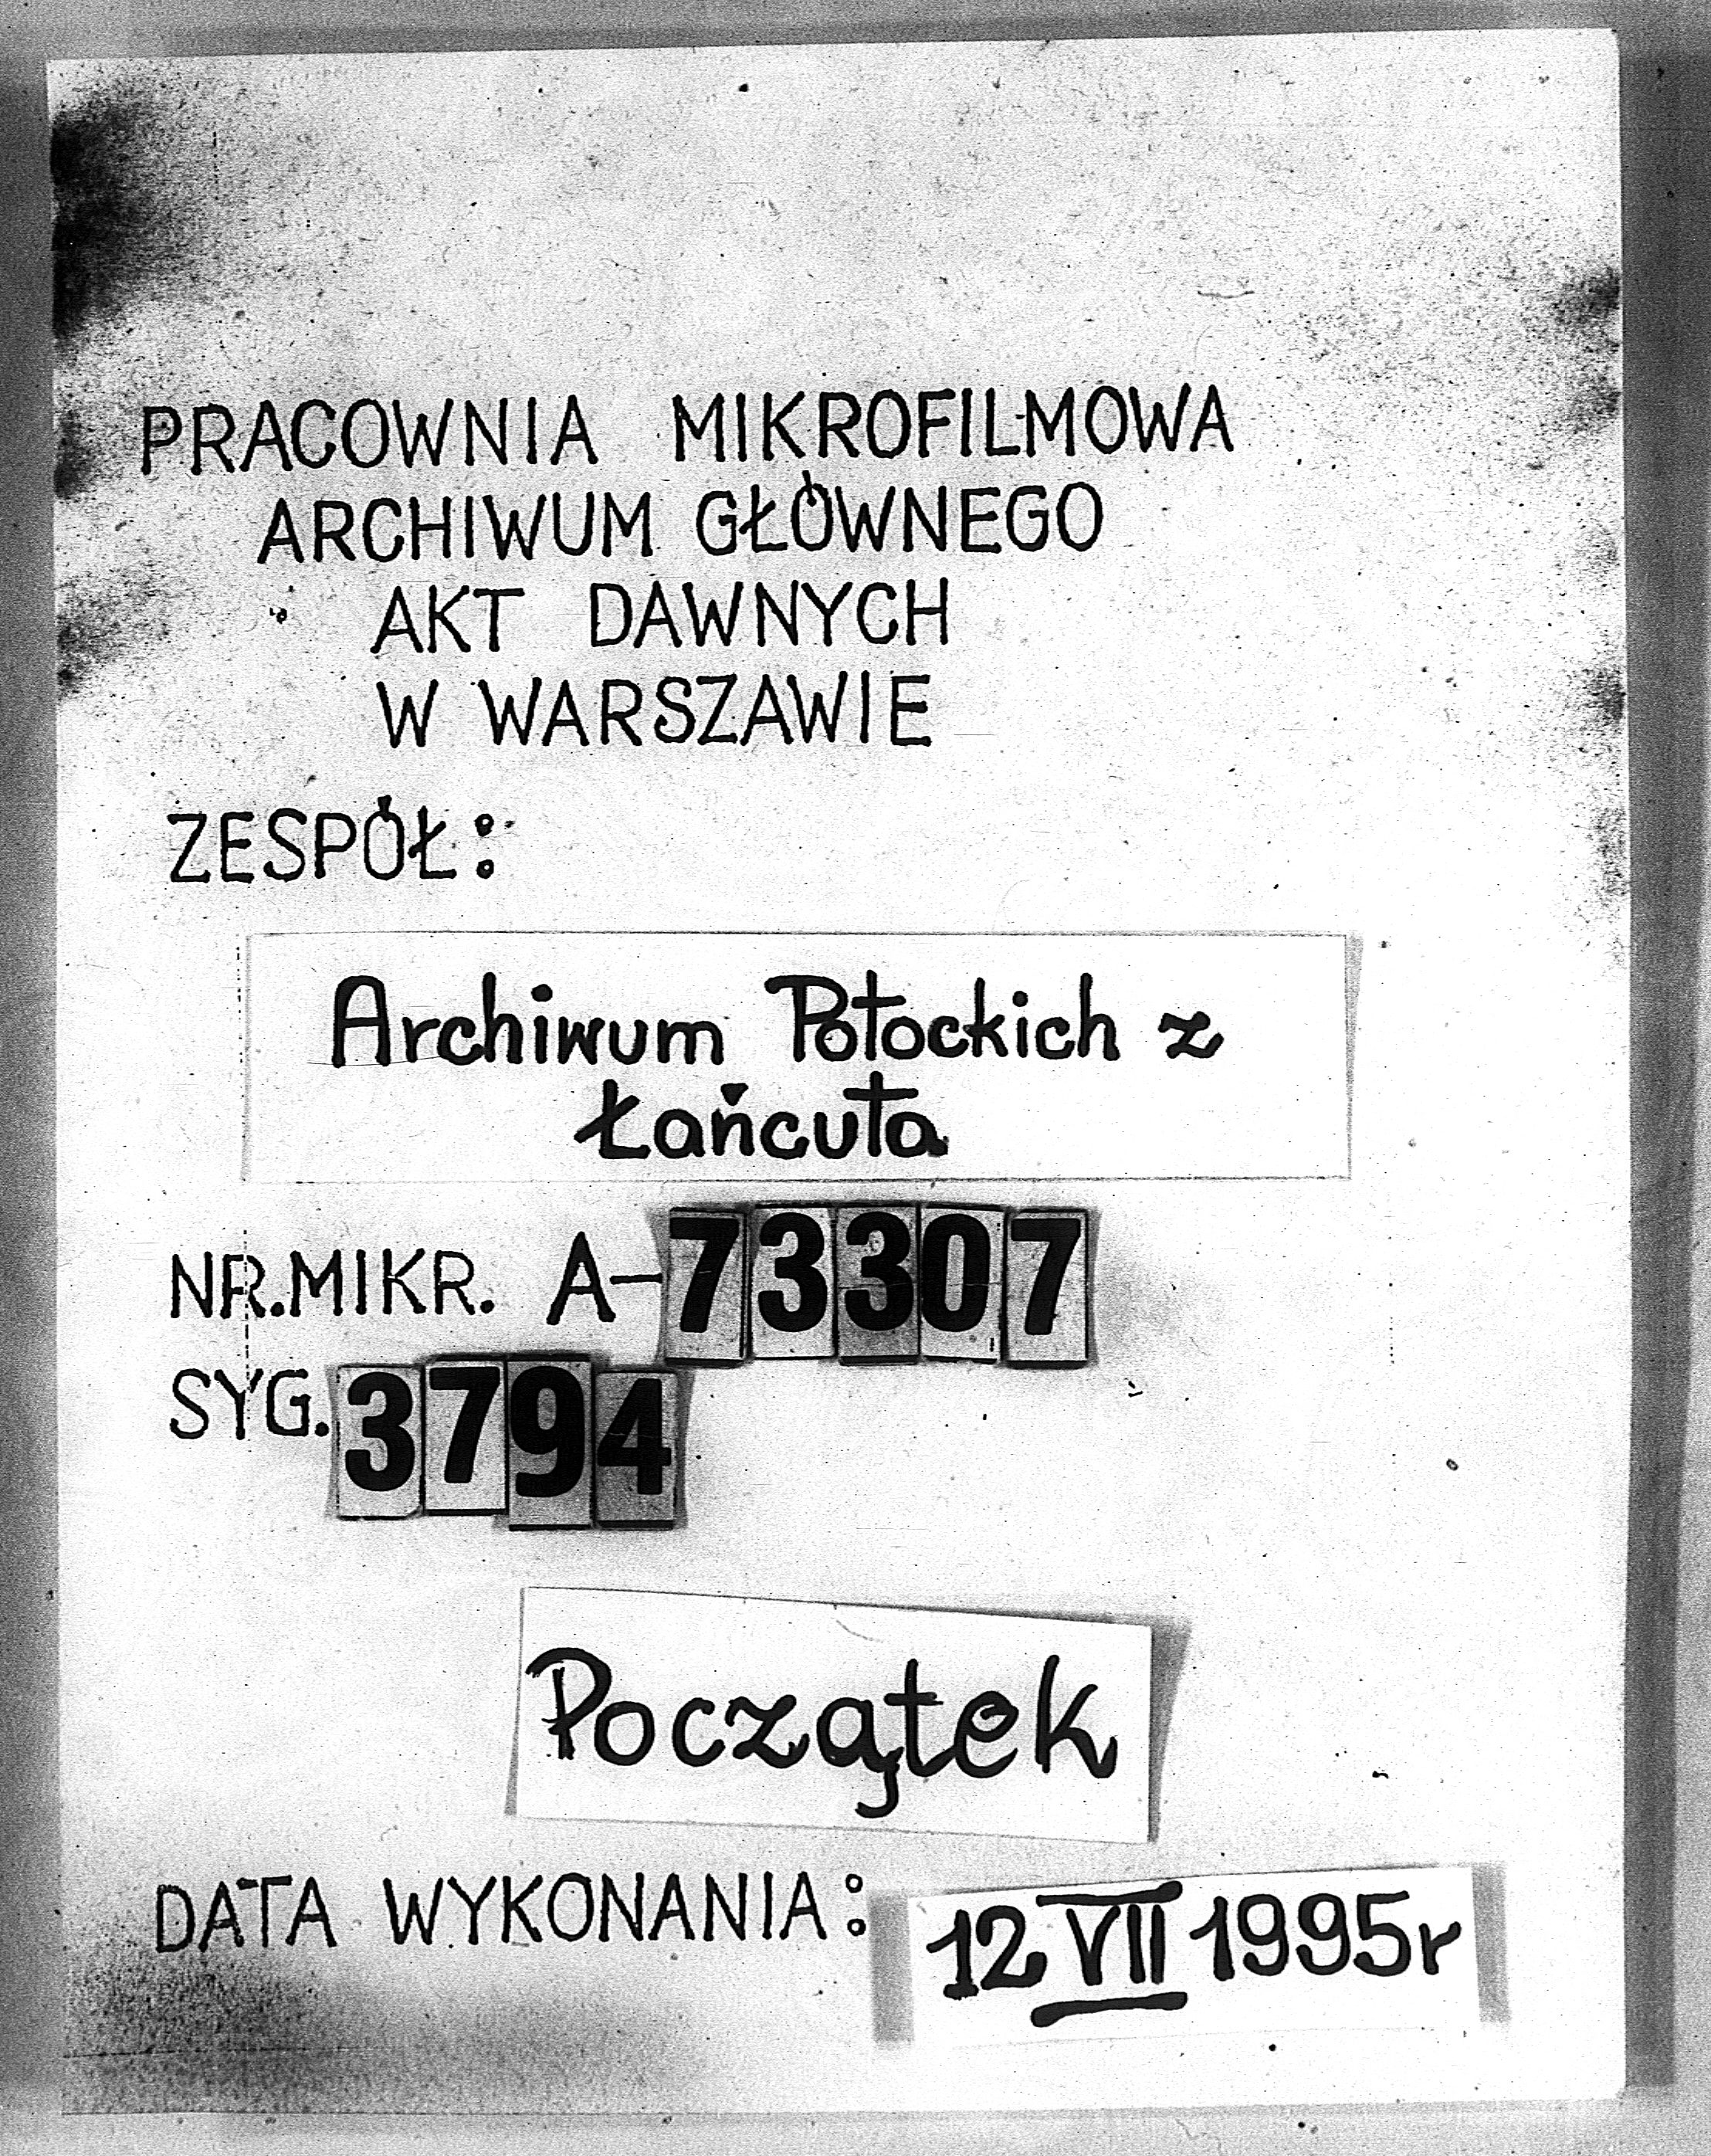 PRACOWNIA MIKROFILMOWA
ARCHIWUM GŁÓWNEGO
AKT DAWNYCH
W WARSZAWIE
ZESPÓŁ:
Archiwum Potockich z
Łańcuta
NR.MIKR. A-73307
SYG. 3794
Początek
DATA WYKONANIA: 12 VII 1995r